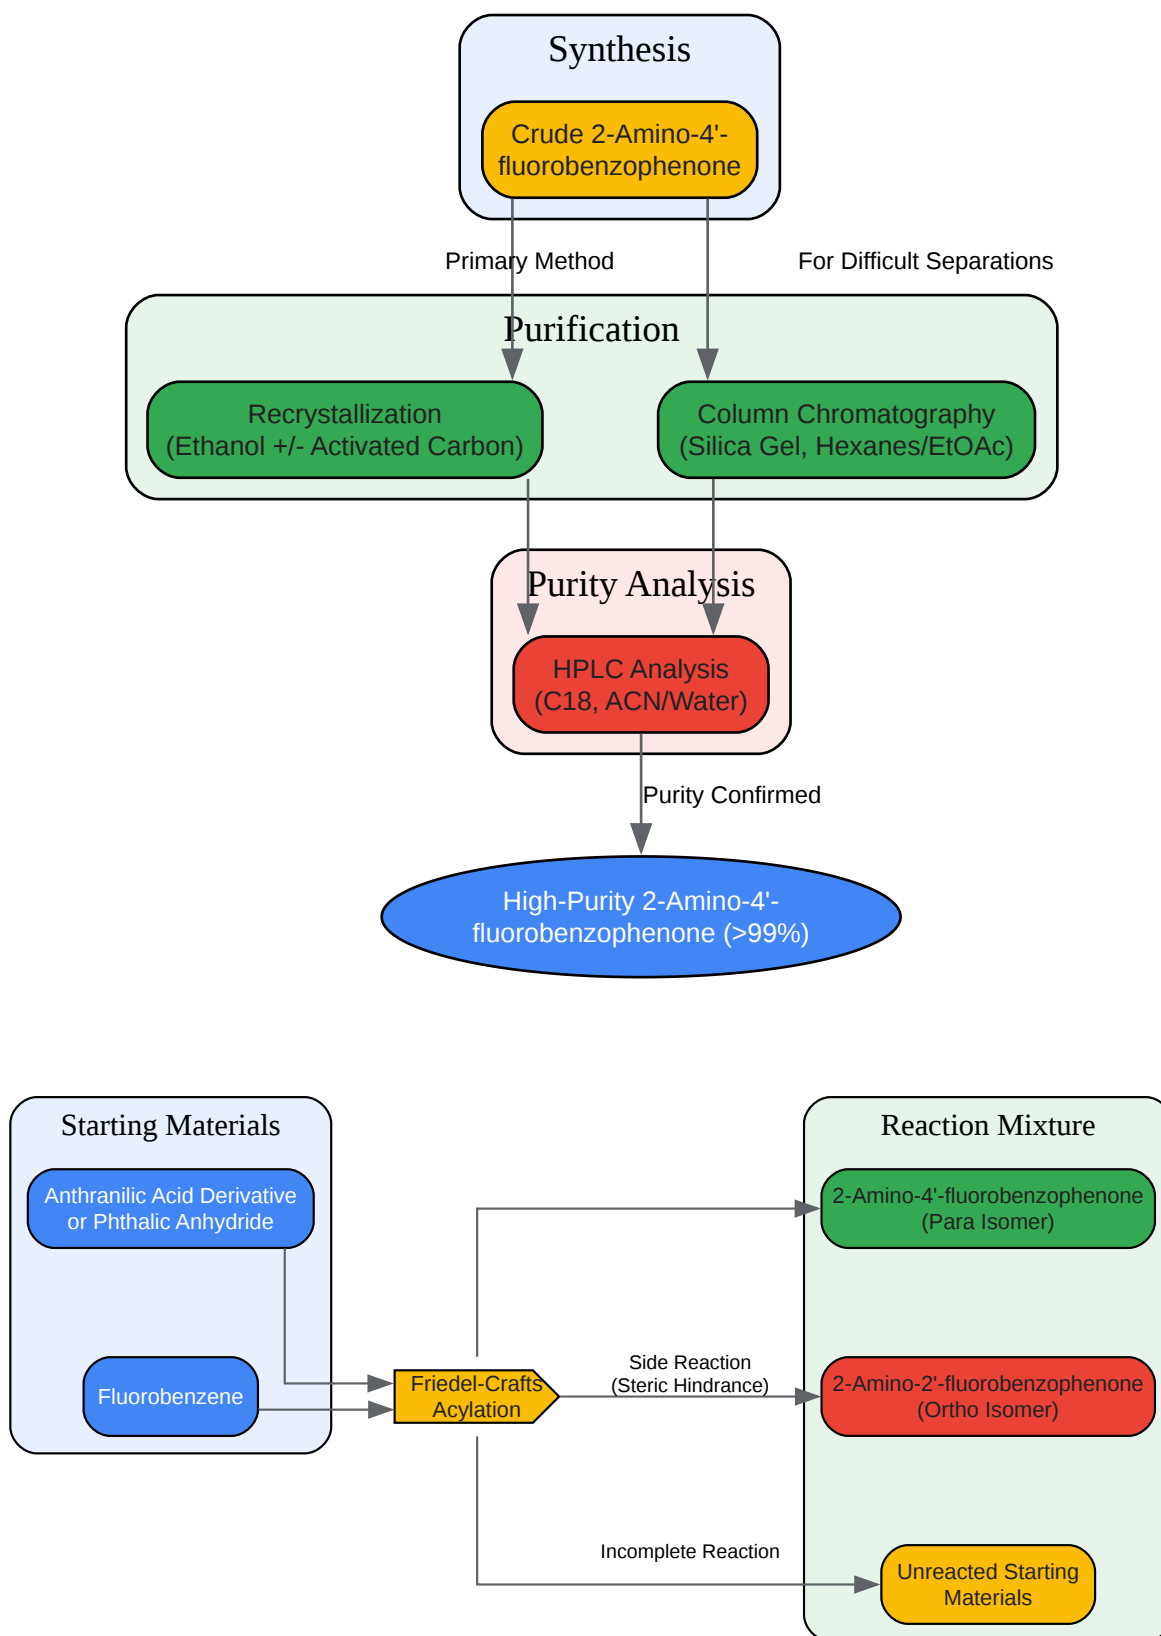 Synthesis
Crude 2-Amino-4'-
fluorobenzophenone
Primary Method
For Difficult Separations
Purification
Recrystallization
(Ethanol +/- Activated Carbon)
Column Chromatography
(Silica Gel, Hexanes/EtOAc)
Purity Analysis
HPLC Analysis
(C18, ACN/Water)
Purity Confirmed
High-Purity 2-Amino-4'-
fluorobenzophenone (>99%)
Starting Materials
Anthranilic Acid Derivative
or Phthalic Anhydride
Fluorobenzene
Friedel-Crafts
Acylation
Side Reaction
(Steric Hindrance)
Incomplete Reaction
Reaction Mixture
2-Amino-4'-fluorobenzophenone
(Para Isomer)
2-Amino-2'-fluorobenzophenone
(Ortho Isomer)
Unreacted Starting
Materials